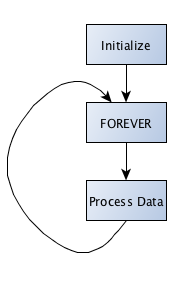 Initialize
FOREVER
Process Data